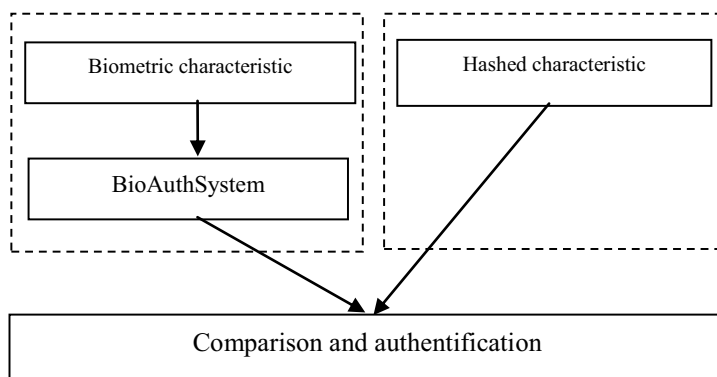 Biometric characteristic
Hashed characteristic
BioAuthSystem
Comparison and authentification